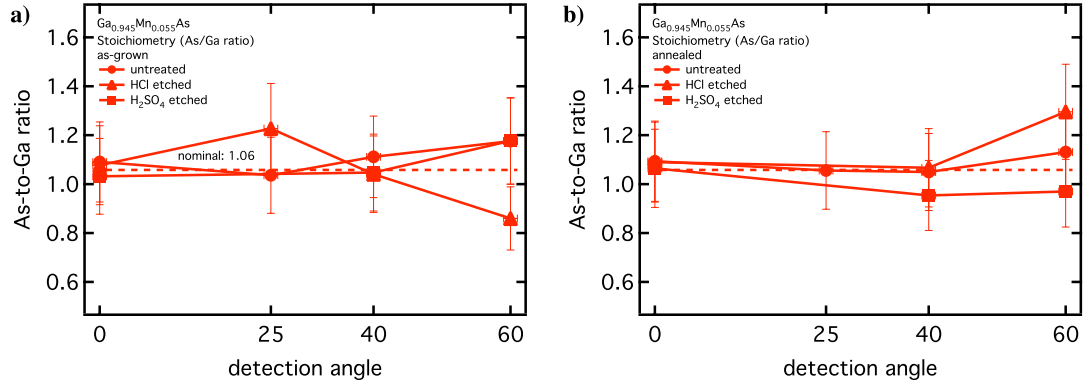 a)
Ga0.945Mn0.055As
Stoichiometry (As/Ga ratio)
as-grown
untreated
HCl etched
H2SO4 etched
nominal: 1.06
1.6
1.4
1.2
1.0
0.8
0.6
As-to-Ga ratio
0 25 40 60
detection angle
b)
Ga0.945Mn0.055As
Stoichiometry (As/Ga ratio)
annealed
untreated
HCl etched
H2SO4 etched
1.6
1.4
1.2
1.0
0.8
0.6
As-to-Ga ratio
0 25 40 60
detection angle